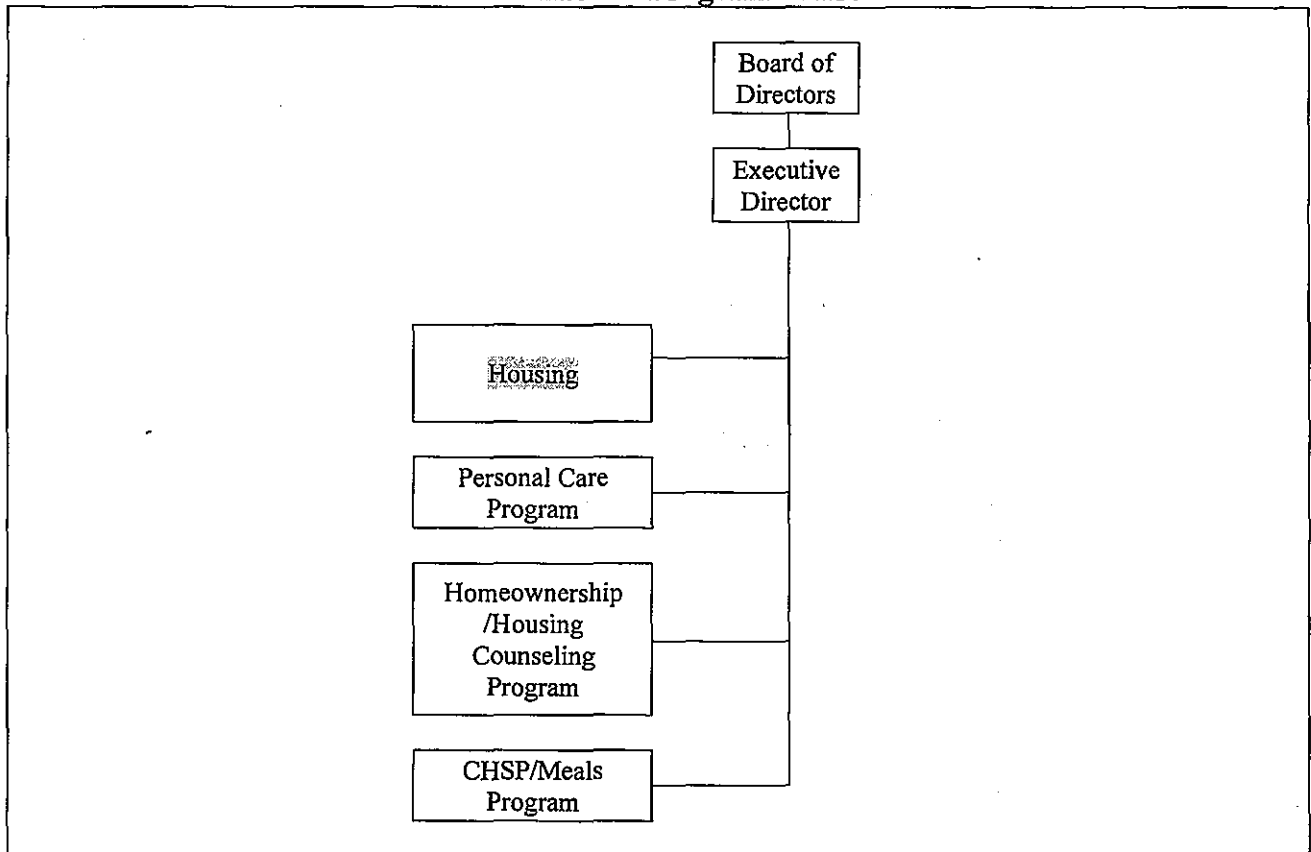 Board of
Directors
Executive
Director
Housing
Personal Care
Program
Homeownership
/Housing
Counseling
Program
CHSP/Meals
Program